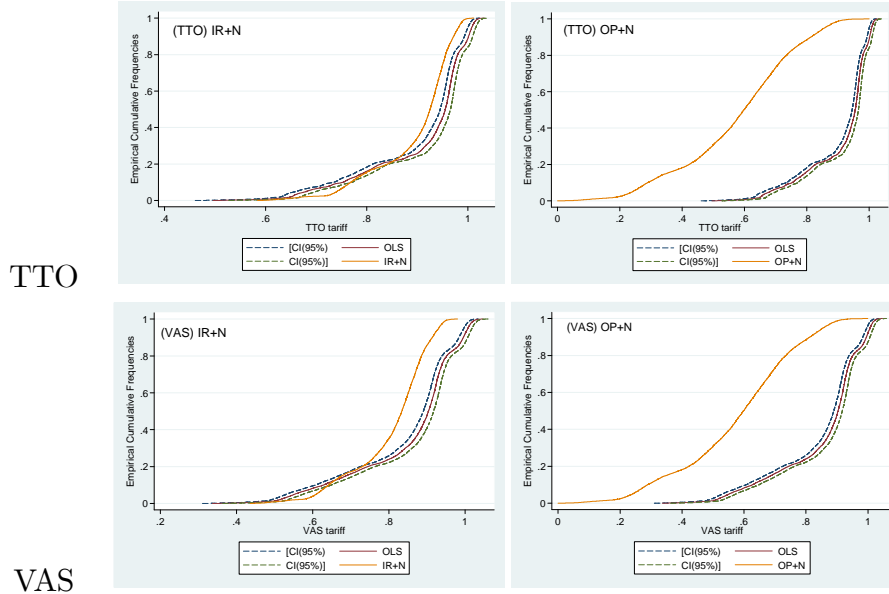 TTO
(TTO) IR+N
Empirical Cumulative Frequencies
1
.8
.6
.4
.2
0
.4 .6 .8 1
TTO tariff
[CI(95%) OLS
CI(95%)] IR+N
(TTO) OP+N
Empirical Cumulative Frequencies
1
.8
.6
.4
.2
0
0 .2 .4 .6 .8 1
TTO tariff
[CI(95%) OLS
CI(95%)] OP+N
VAS
(VAS) IR+N
Empirical Cumulative Frequencies
1
.8
.6
.4
.2
0
.2 .4 .6 .8 1
VAS tariff
[CI(95%) OLS
CI(95%)] IR+N
(VAS) OP+N
Empirical Cumulative Frequencies
1
.8
.6
.4
.2
0
0 .2 .4 .6 .8 1
VAS tariff
[CI(95%) OLS
CI(95%)] OP+N